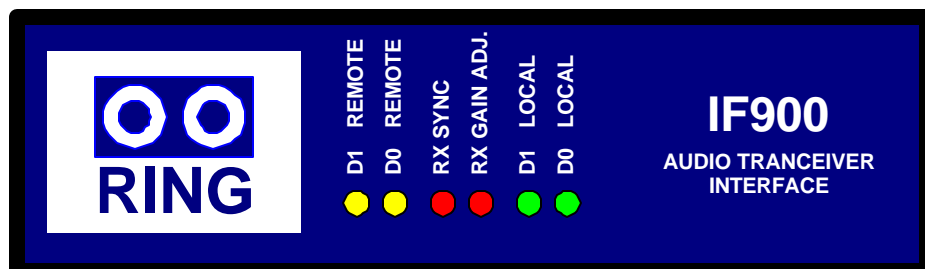 RING
D1 REMOTE
D0 REMOTE
RX SYNC
RX GAIN ADJ.
D1 LOCAL
D0 LOCAL
IF900
AUDIO TRANCEIVER
INTERFACE